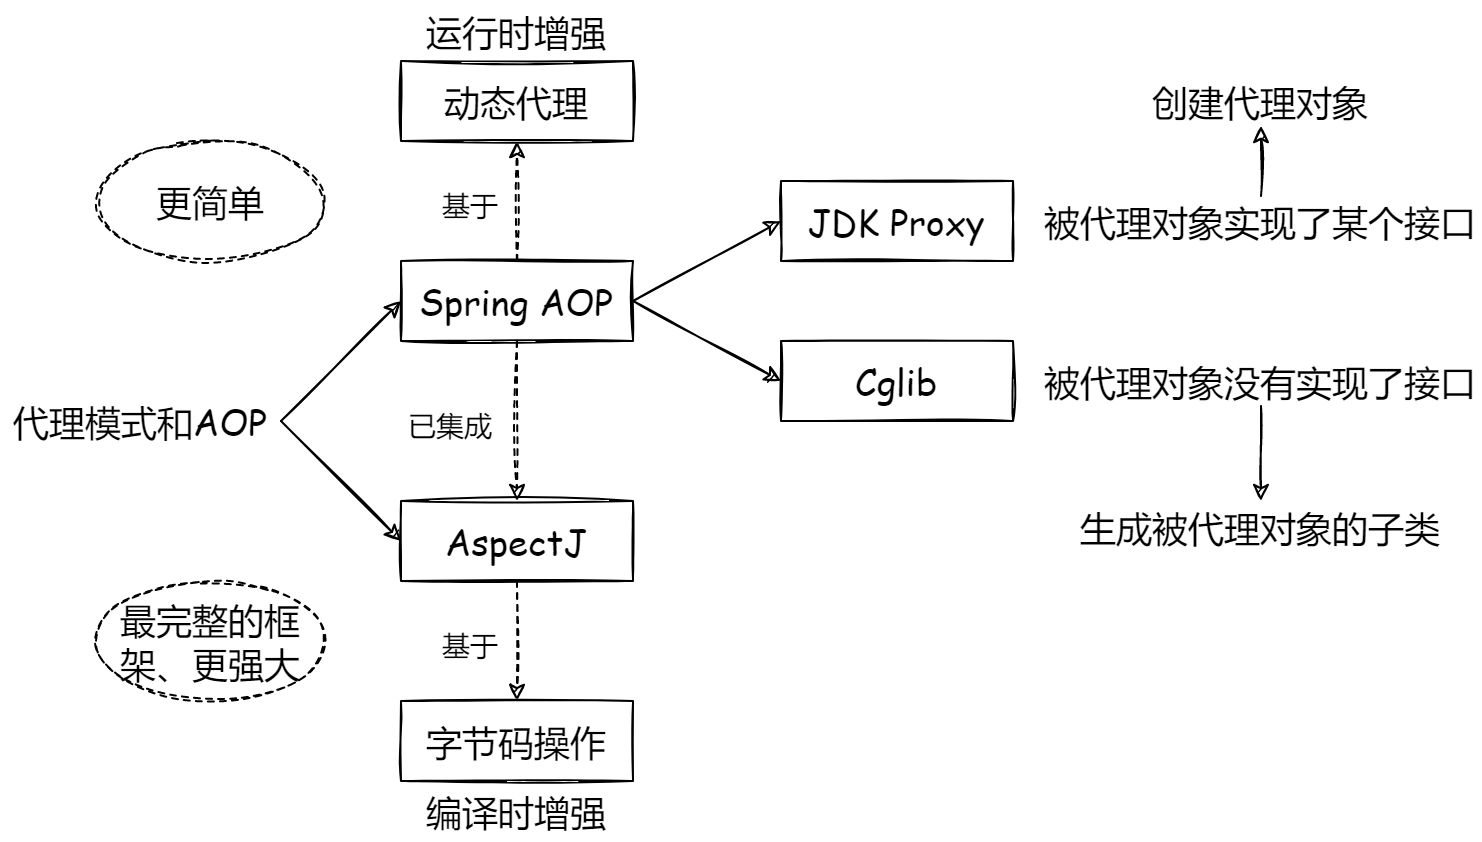 运行时增强
动态代理
创建代理对象
更简单
基于
JDK Proxy
被代理对象实现了某个接口
Spring AOP
Cglib
被代理对象没有实现了接口
代理模式和AOP
已集成
AspectJ
生成被代理对象的子类
最完整的框
架、更强大
基于
字节码操作
编译时增强